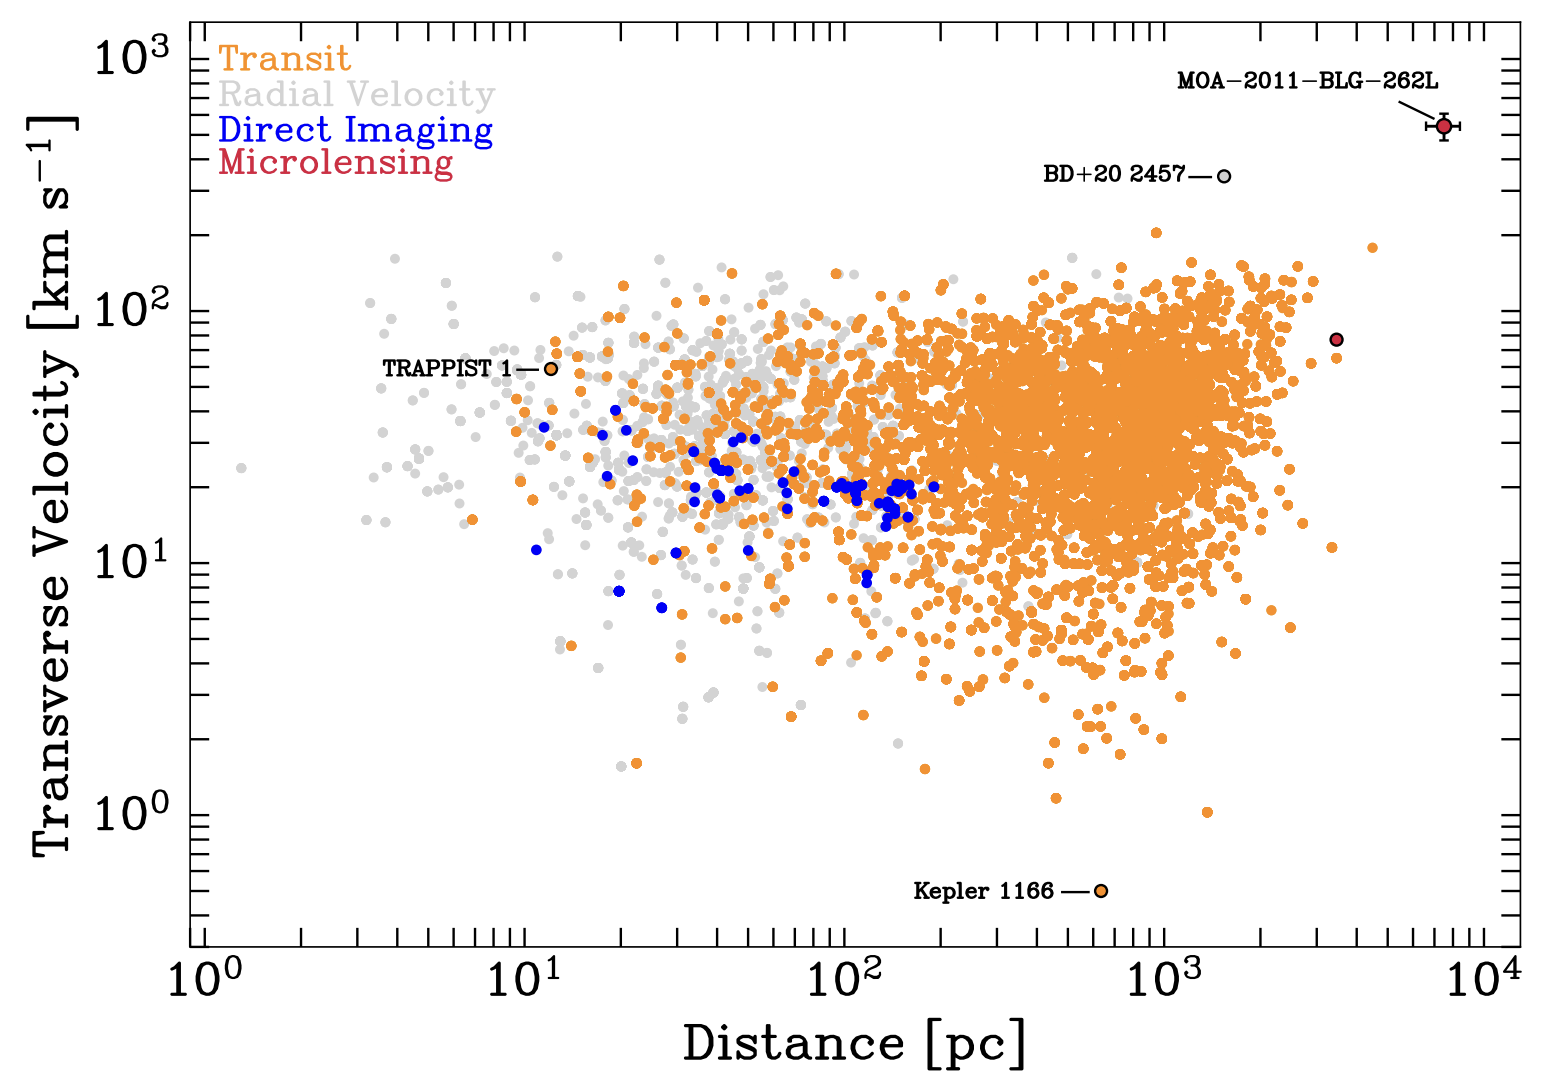 Transit
Radial Velocity
Direct Imaging
Microlensing
MOA−2011−BLG−262L
BD+20 2457
TRAPPIST 1
Kepler 1166
10³
10²
10¹
10⁰
Transverse Velocity [km s⁻¹]
10⁰ 10¹ 10² 10³ 10⁴
Distance [pc]